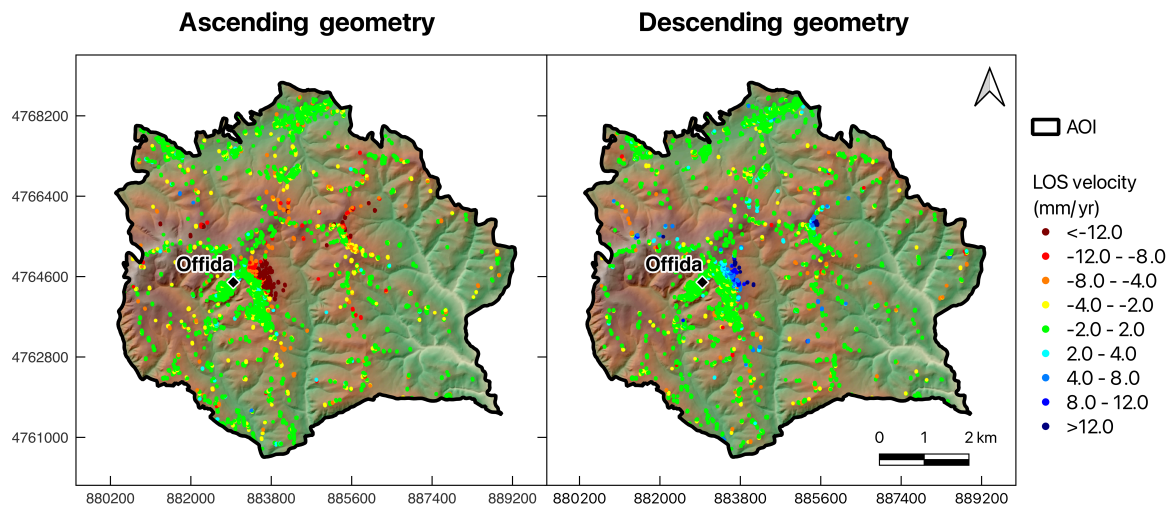 Ascending geometry
Descending geometry
4768200
4766400
4764600
4762800
4761000
880200 882000 883800 885600 887400 889200
880200 882000 883800 885600 887400 889200
Offida
Offida
0 1 2 km
AOI
LOS velocity
(mm/yr)
<-12.0
-12.0 - -8.0
-8.0 - -4.0
-4.0 - -2.0
-2.0 - 2.0
2.0 - 4.0
4.0 - 8.0
8.0 - 12.0
>12.0